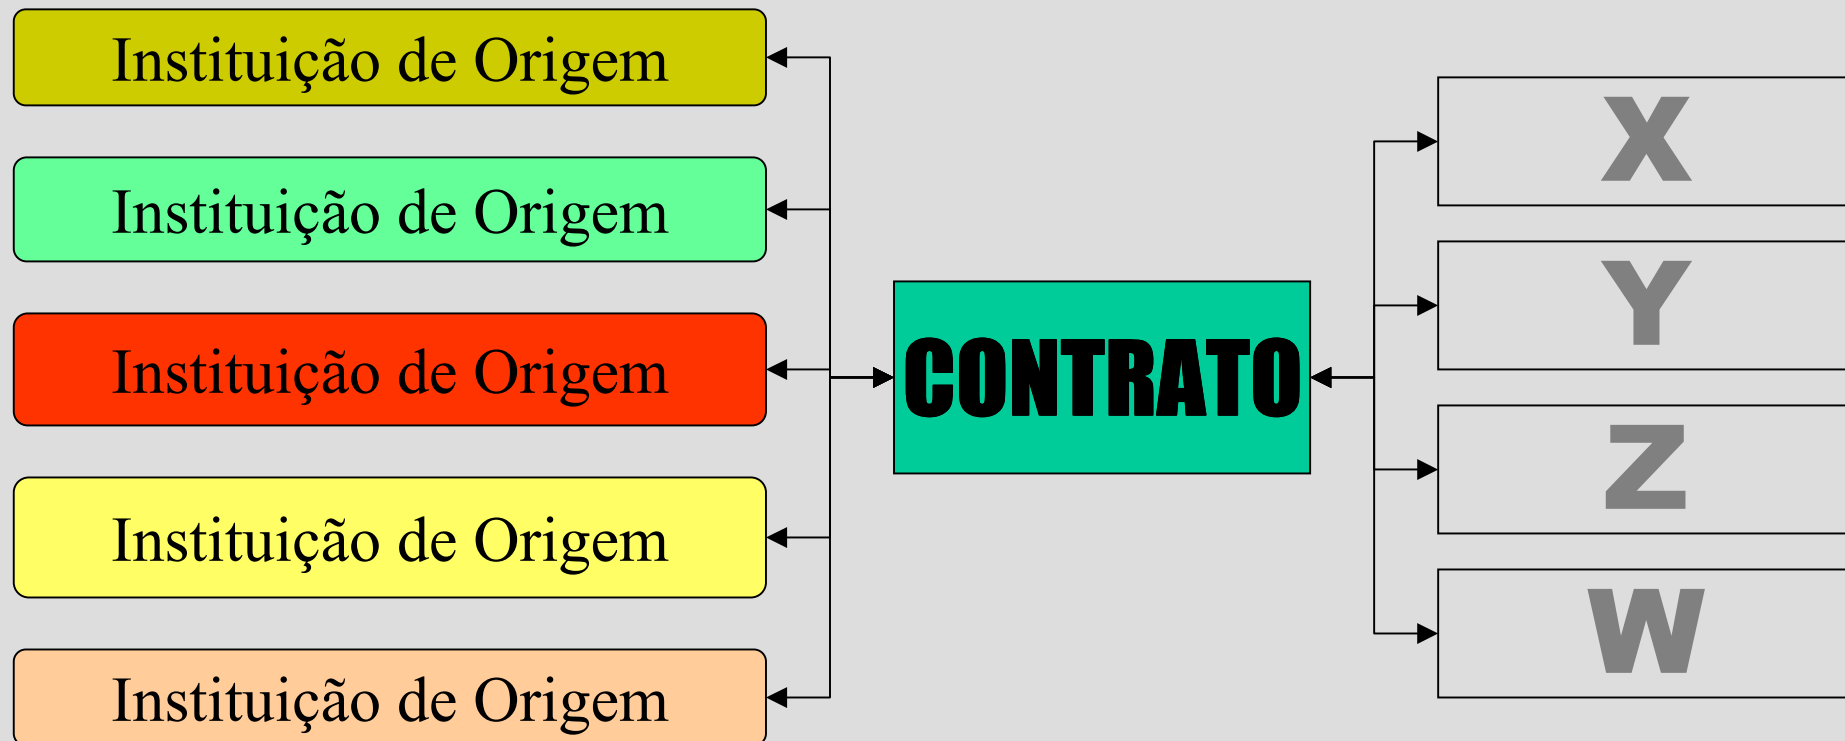 Instituição de Origem
Instituição de Origem
Instituição de Origem
Instituição de Origem
Instituição de Origem
CONTRATO
X
Y
Z
W